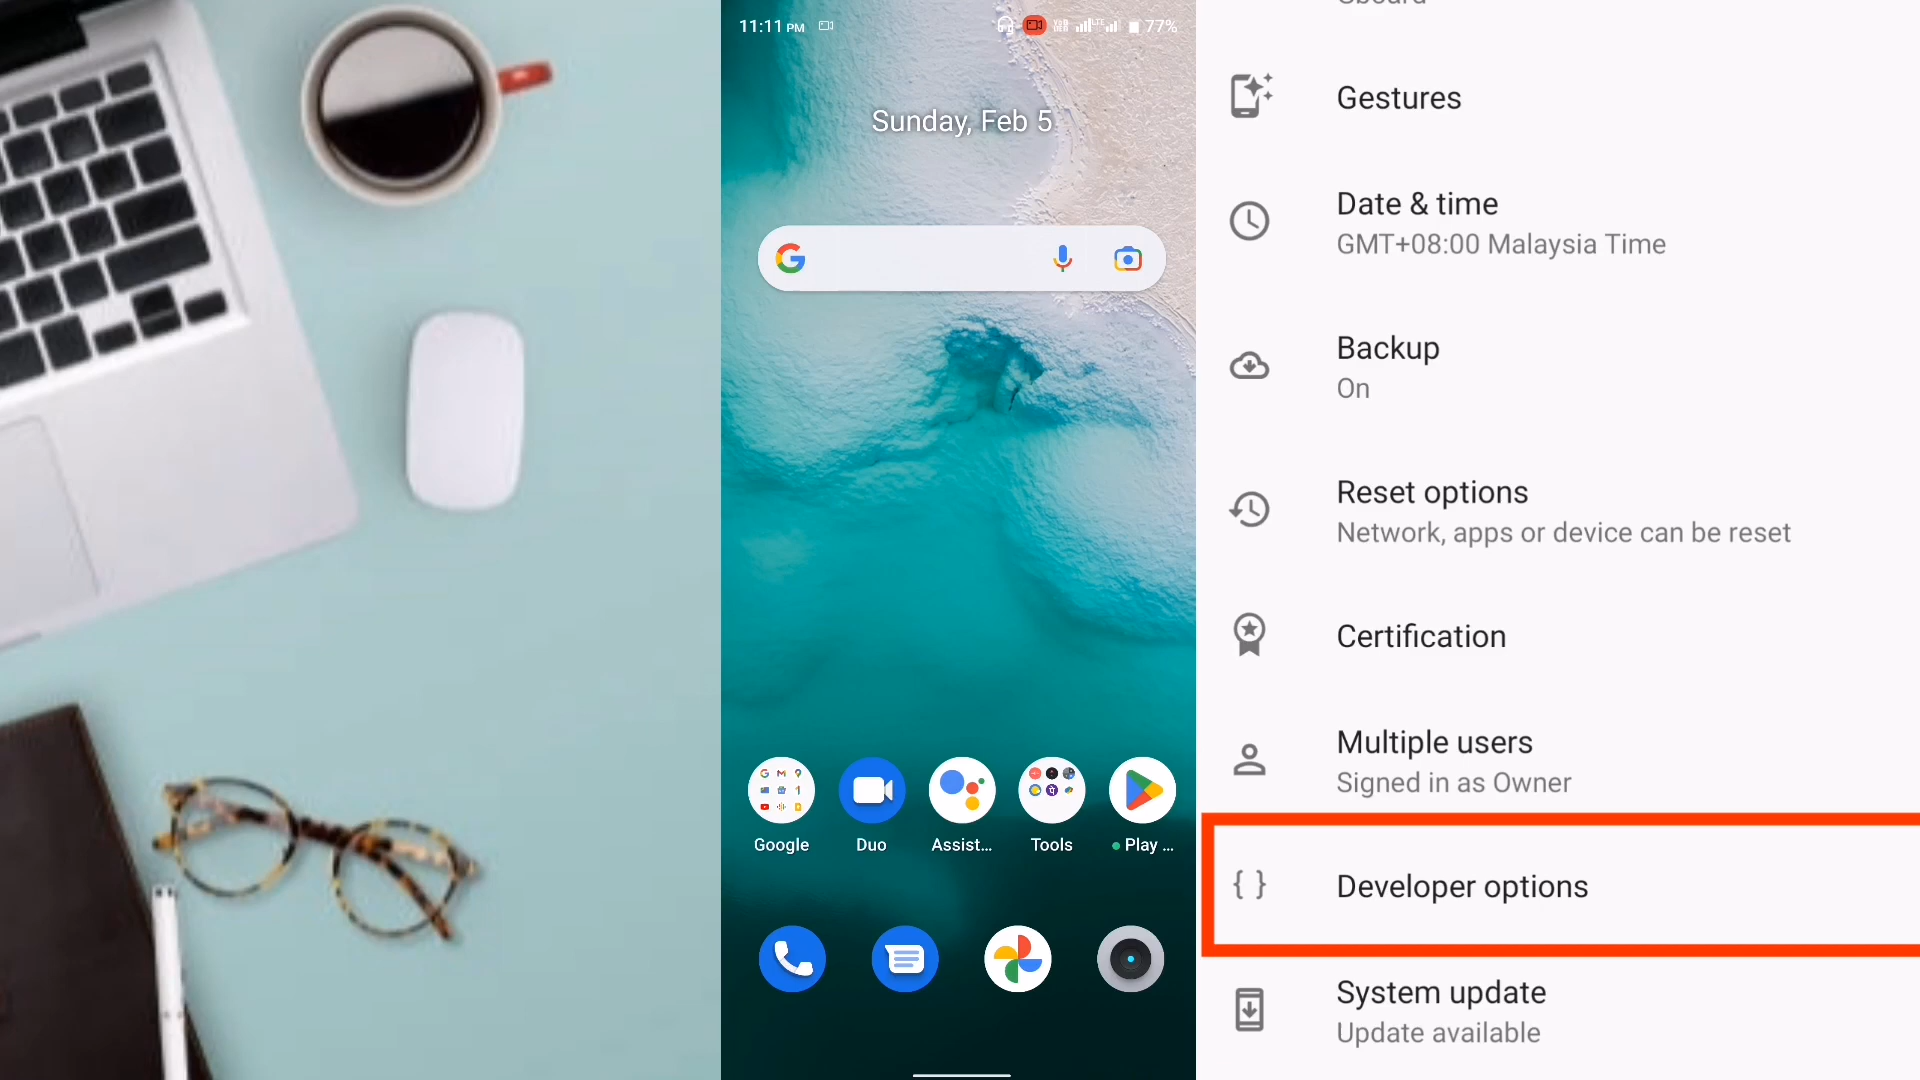 11:11 PM
77%
Sunday, Feb 5
Google
Duo
Assist...
Tools
Play ...
Gestures
Date & time
GMT+08:00 Malaysia Time
Backup
On
Reset options
Network, apps or device can be reset
Certification
Multiple users
Signed in as Owner
{ } Developer options
System update
Update available